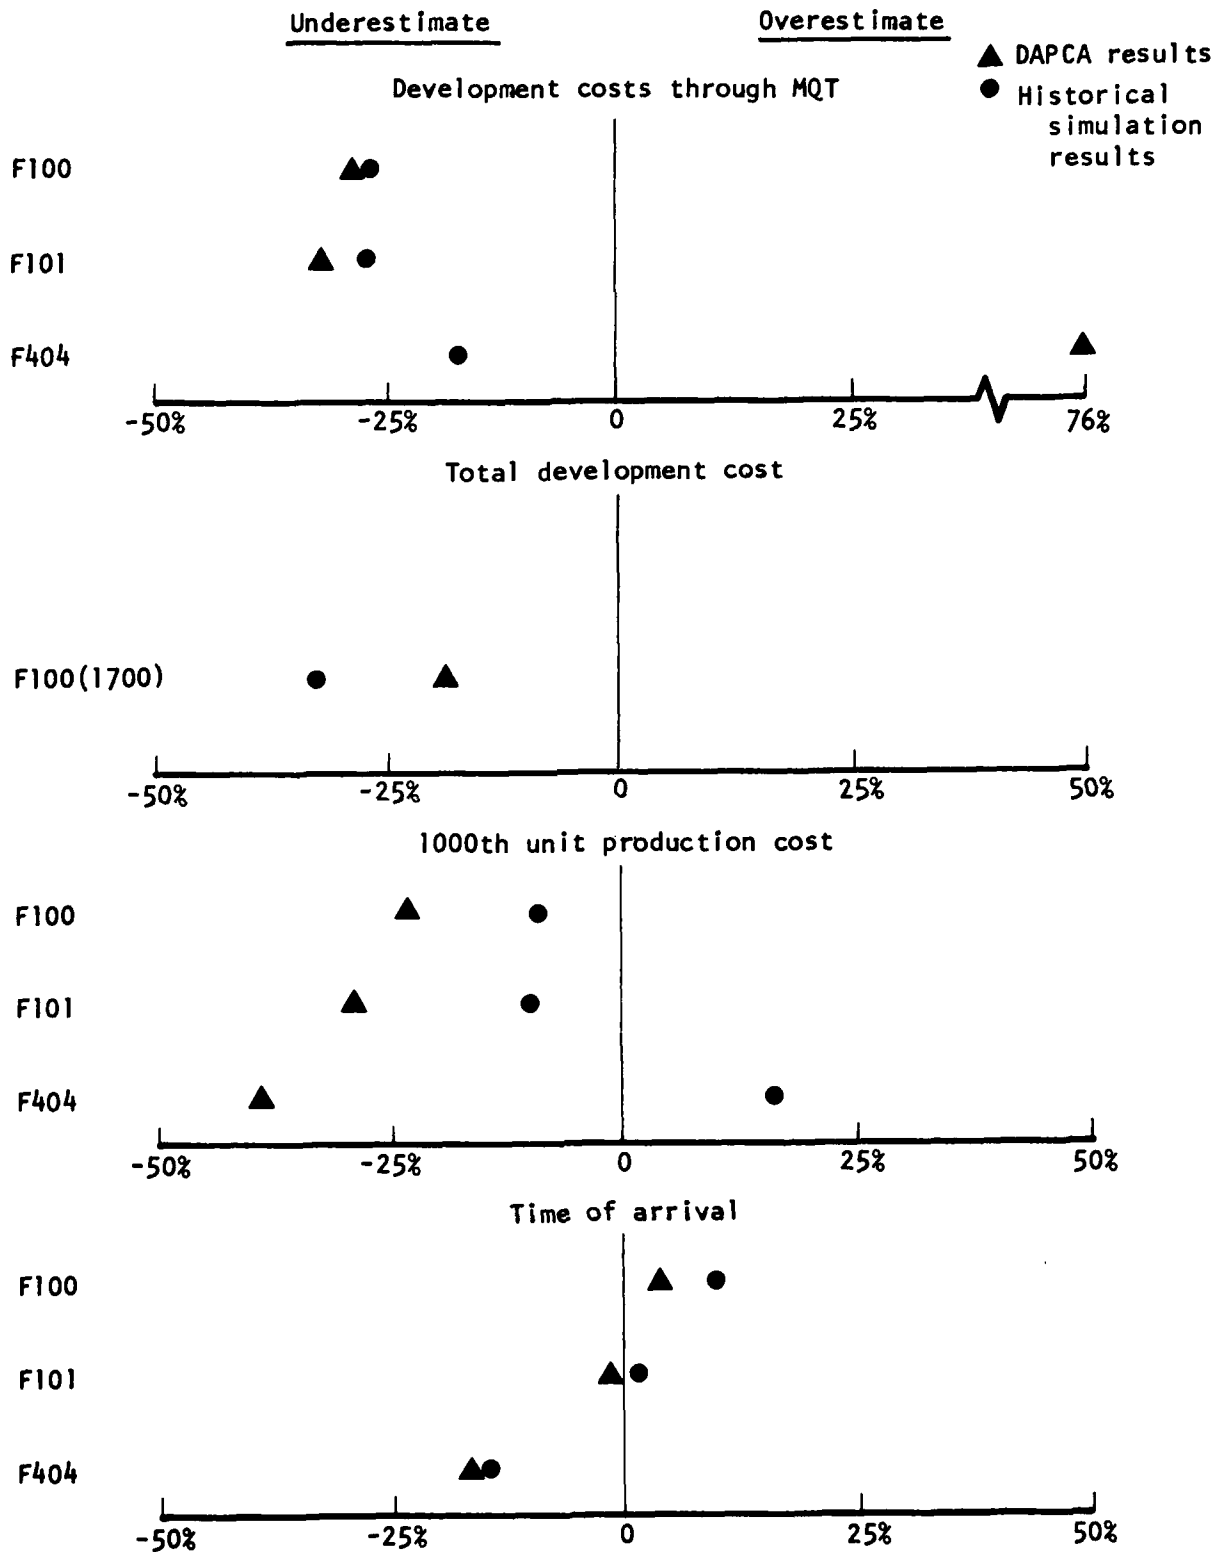 Underestimate
Overestimate
▲ DAPCA results
● Historical
simulation
results
Development costs through MQT
F100
F101
F404
-50% -25% 0 25% 76%
Total development cost
F100(1700)
-50% -25% 0 25% 50%
1000th unit production cost
F100
F101
F404
-50% -25% 0 25% 50%
Time of arrival
F100
F101
F404
-50% -25% 0 25% 50%